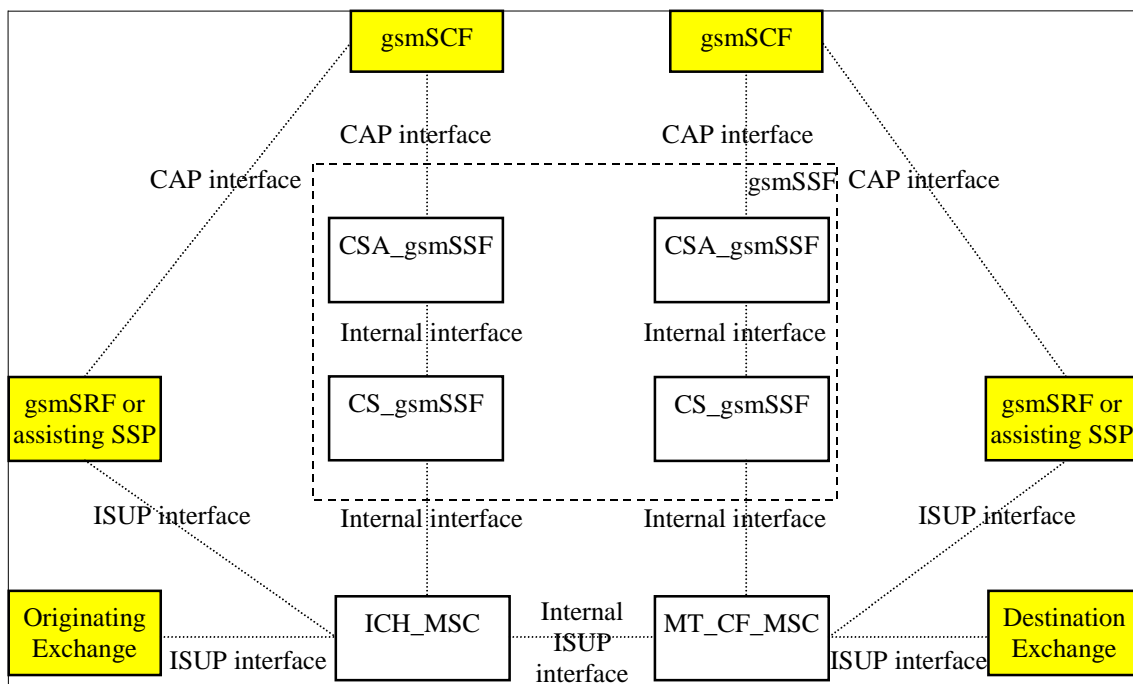 gsmSCF
gsmSCF
CAP interface
CAP interface
CAP interface
gsmSSF
CAP interface
CSA_gsmSSF
CSA_gsmSSF
Internal interface
Internal interface
gsmSRF or
assisting SSP
CS_gsmSSF
CS_gsmSSF
gsmSRF or
assisting SSP
ISUP interface
Internal interface
Internal interface
ISUP interface
Originating
Exchange
ISUP interface
ICH_MSC
Internal
ISUP
interface
MT_CF_MSC
ISUP interface
Destination
Exchange